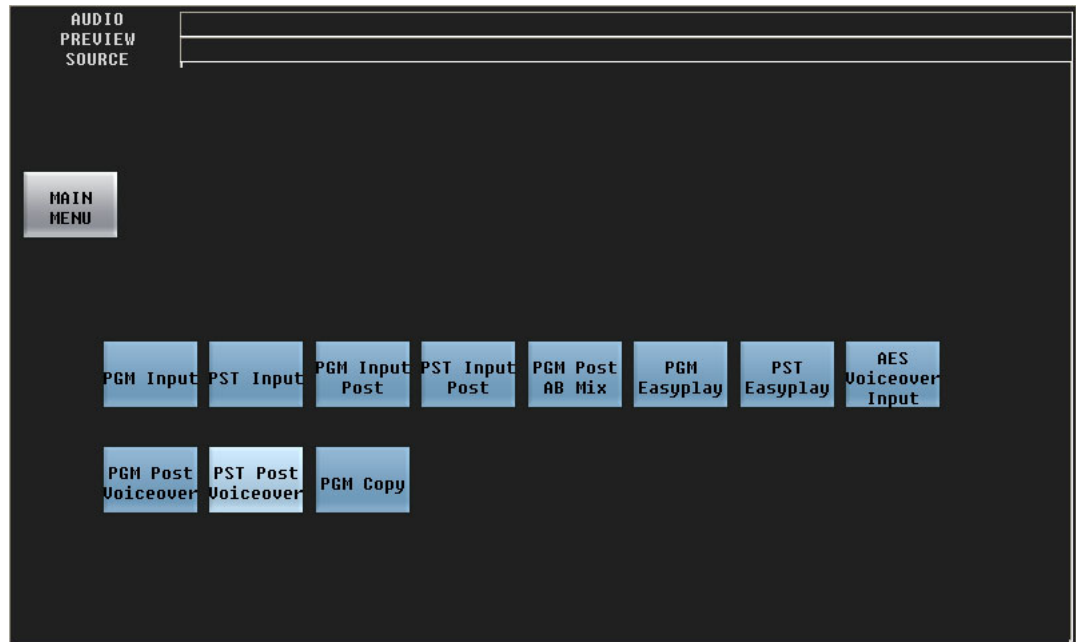 AUDIO
PREVIEW
SOURCE
MAIN
MENU
PGM Input
PST Input
PGM Input
Post
PST Input
Post
PGM Post
AB Mix
PGM
Easyplay
PST
Easyplay
AES
Voiceover
Input
PGM Post
Voiceover
PST Post
Voiceover
PGM Copy